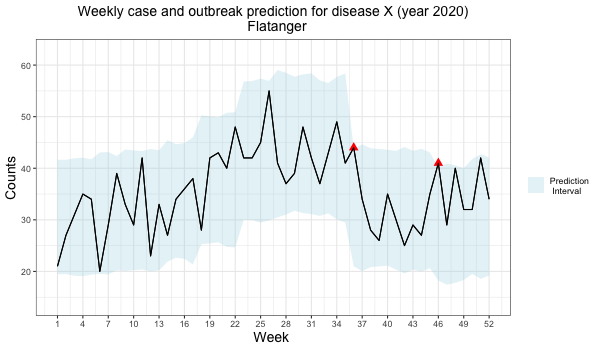 Weekly case and outbreak prediction for disease X (year 2020)
Flatanger
Counts
60
50
40
30
20
1 4 7 10 13 16 19 22 25 28 31 34 37 40 43 46 49 52
Week
Prediction
Interval